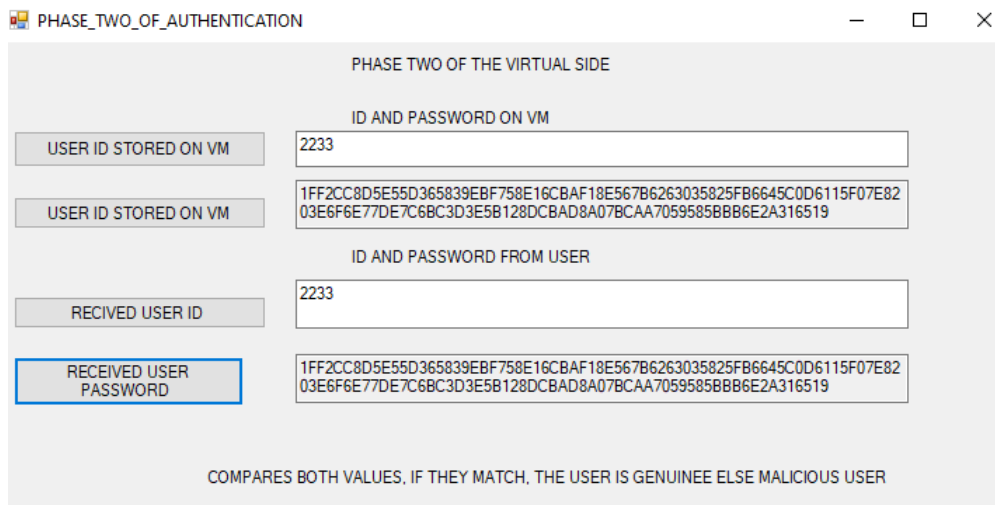 PHASE_TWO_OF_AUTHENTICATION
PHASE TWO OF THE VIRTUAL SIDE
ID AND PASSWORD ON VM
USER ID STORED ON VM
2233
USER ID STORED ON VM
1FF2CC8D5E55D365839EBF758E16CBAF18E567B6263035825FB6645C0D6115F07E82
03E6F6E77DE7C6BC3D3E5B128DCBAD8A07BCAA7059585BBB6E2A316519
ID AND PASSWORD FROM USER
RECIVED USER ID
2233
RECEIVED USER
PASSWORD
1FF2CC8D5E55D365839EBF758E16CBAF18E567B6263035825FB6645C0D6115F07E82
03E6F6E77DE7C6BC3D3E5B128DCBAD8A07BCAA7059585BBB6E2A316519
COMPARES BOTH VALUES, IF THEY MATCH, THE USER IS GENUINEE ELSE MALICIOUS USER